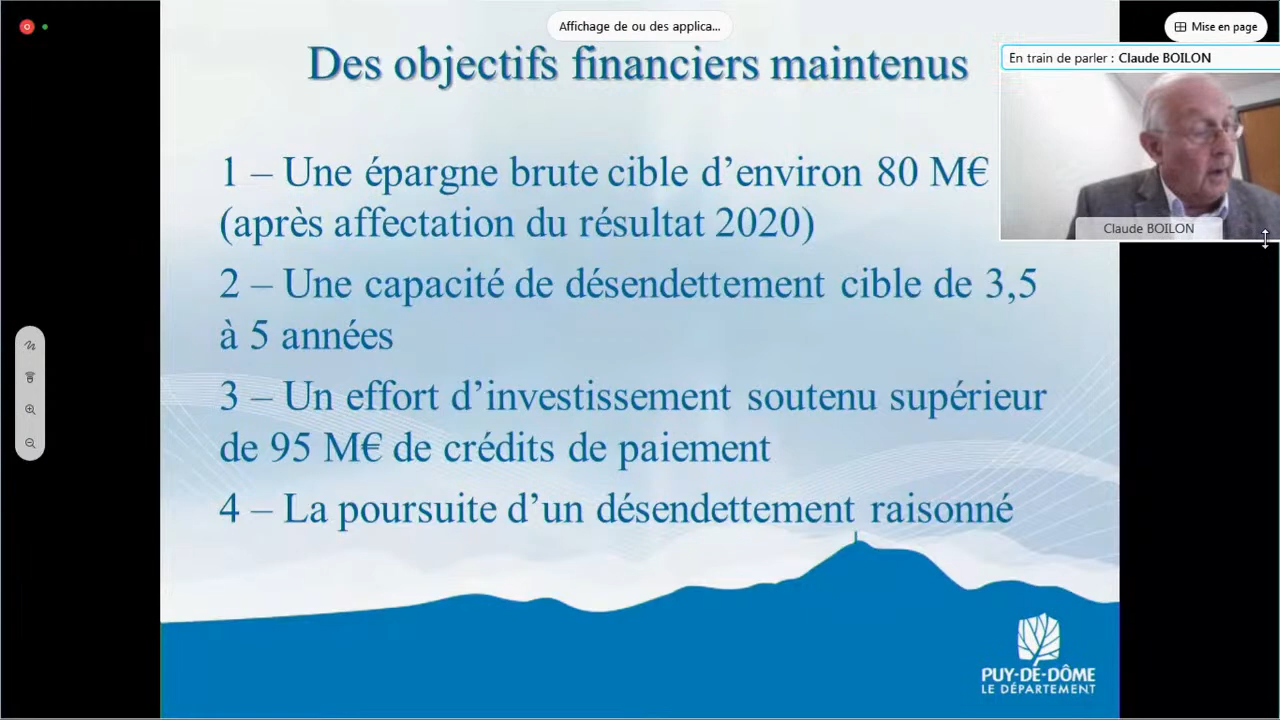 Affichage de ou des applica...
Mise en page
En train de parler : Claude BOILON
Claude BOILON
Des objectifs financiers maintenus
1 – Une épargne brute cible d’environ 80 M€
(après affectation du résultat 2020)
2 – Une capacité de désendettement cible de 3,5
à 5 années
3 – Un effort d’investissement soutenu supérieur
de 95 M€ de crédits de paiement
4 – La poursuite d’un désendettement raisonné
PUY-DE-DÔME
LE DÉPARTEMENT